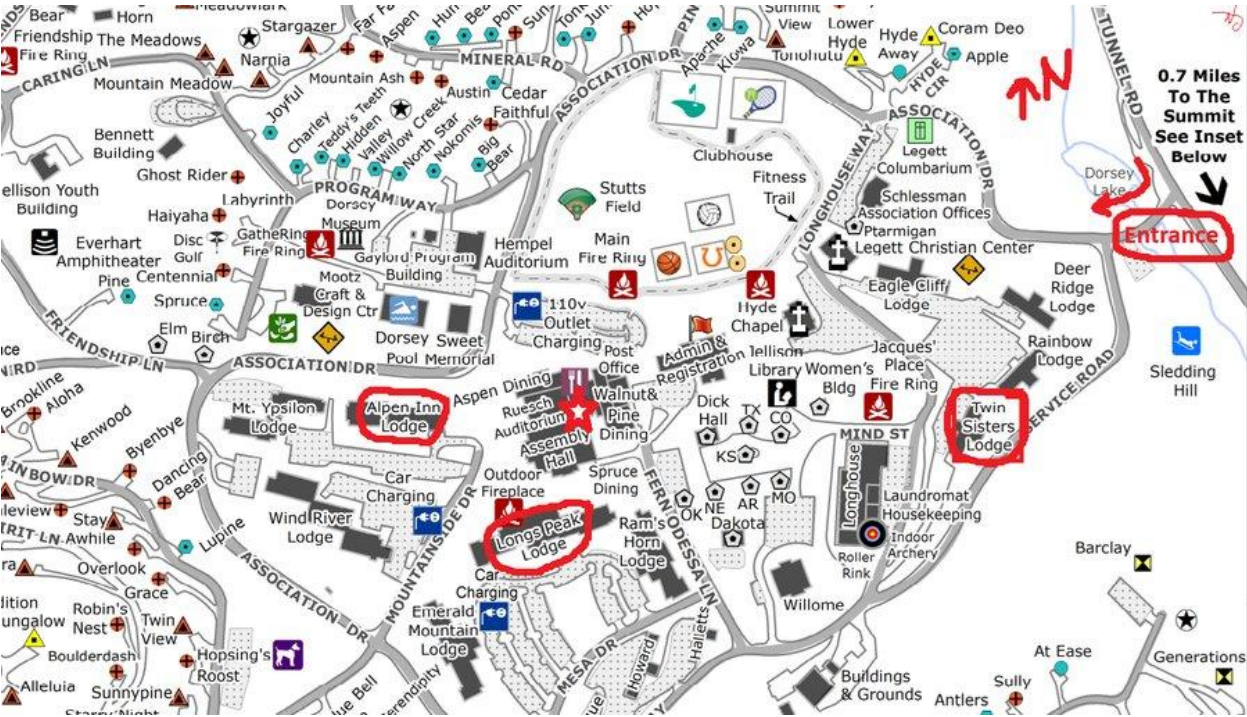 Bear
Horn
Meadowlark
Stargazer
Friendship
Fire Ring
The Meadows
Narnia
CARING LN
Mountain Meadow
Aspen
MINERAL RD
ASSOCIATION DR
Apache
Kiowa
Summit
View
Tonohutu
Lower
Hyde
Hyde
Away
Coram Deo
Apple
HYDE
CIR
N
TUNNEL RD
0.7 Miles
To The
Summit
See Inset
Below
Mountain Ash
Austin
Cedar
Faithful
Joyful
Charley
Teddy's Teeth
Hidden
Valley
Willow Creek
North Star
Nokomis
Big
Bear
Bennett
Building
Ghost Rider
ellison Youth
Building
Labyrinth
PROGRAM WAY
Haiyaha
Disc
Golf
GatheRing
Fire Ring
Dorsey
Museum
Gaylord Program
Building
Hempel
Auditorium
Everhart
Amphitheater
Pine
Centennial
Spruce
Elm
Birch
Mootz
Craft &
Design Ctr
Dorsey
Pool
Sweet
Memorial
Clubhouse
Fitness
Trail
Stutts
Field
Main
Fire Ring
LONGHOUSE WAY
ASSOCIATION DR
Legett
Columbarium
Schlessman
Association Offices
Ptarmigan
Legett Christian Center
Eagle Cliff
Lodge
Deer
Ridge
Lodge
Dorsey
Lake
Entrance
Rainbow
Lodge
Sledding
Hill
110v
Outlet
Charging
Hyde
Chapel
Post
Office
Admin &
Registration
Jellison
Library
Women's
Bldg
Jacques'
Place
Fire Ring
FRIENDSHIP LN
ASSOCIATION DR
Brookline
Aloha
Kenwood
Byenbye
Dancing
Bear
Mt. Ypsilon
Lodge
Alpen Inn
Lodge
Aspen Dining
Ruesch
Auditorium
Assembly
Hall
Walnut&
Pine
Dining
Spruce
Dining
Dick
Hall
TX
CO
KS
OK
NE
AR
MO
Dakota
MIND ST
Twin
Sisters
Lodge
SERVICE ROAD
Longhouse
Laundromat
Housekeeping
Indoor
Archery
Roller
Rink
Car
Charging
Outdoor
Fireplace
Longs Peak
Lodge
Wind River
Lodge
MOUNTAINSIDE DR
FERN ODESSA LN
Ram's
Horn
Lodge
Stay
Awhile
Lupine
Overlook
Grace
ASSOCIATION DR
Car
Charging
Emerald
Mountain
Lodge
MESA DR
Howard
Halletts
Willome
Barclay
Robin's
Nest
Twin
View
Boulderdash
Hopsing's
Roost
Alleluia
Sunnypine
Starry Night
Buildings
& Grounds
At Ease
Antlers
Sully
Generations